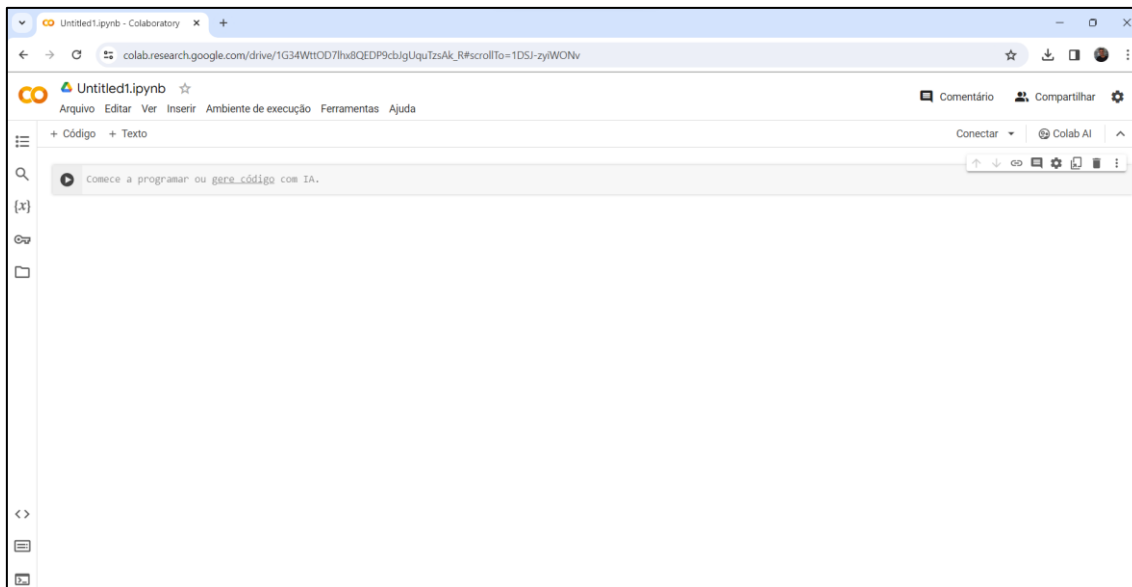 Untitled1.ipynb - Colaboratory
colab.research.google.com/drive/1G34WttOD7lhx8QEDP9cbJgUquTzsAk_R#scrollTo=1DSJ-zyiWONv
CO Untitled1.ipynb
Arquivo Editar Ver Inserir Ambiente de execução Ferramentas Ajuda
Comentário Compartilhar
+ Código + Texto
Conectar Colab AI
Comece a programar ou gere código com IA.
{x}